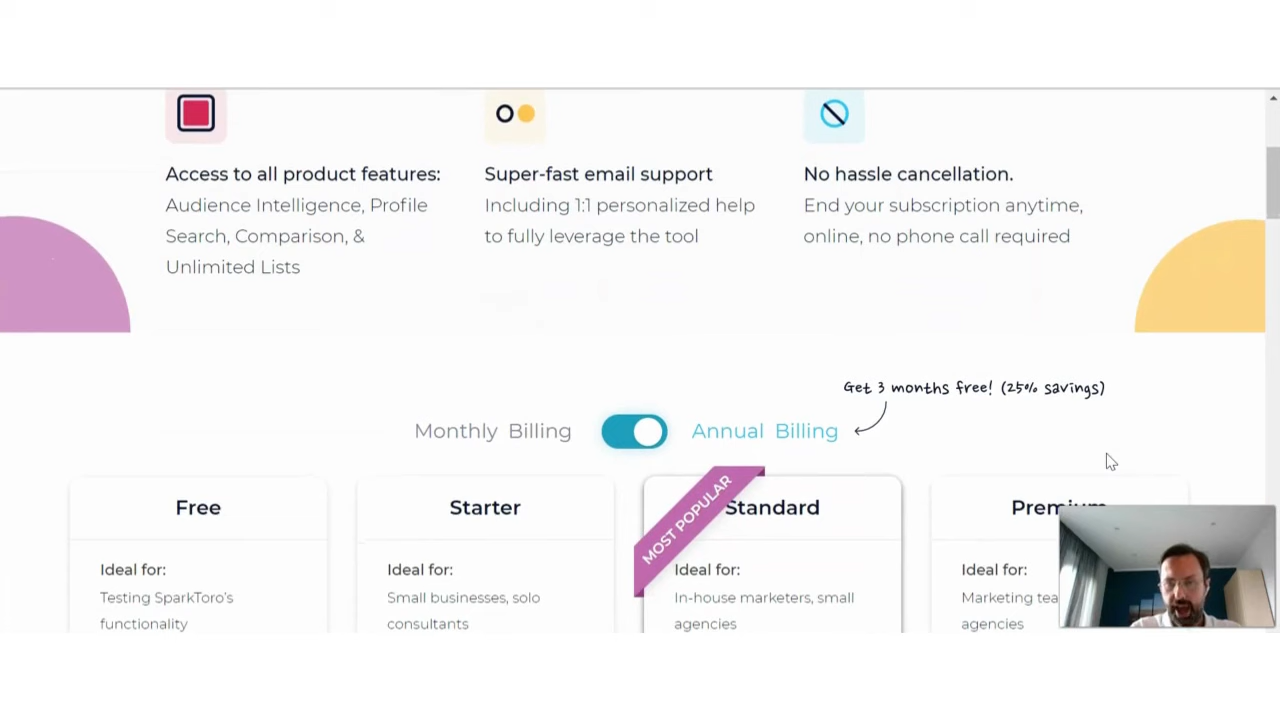 Access to all product features:
Audience Intelligence, Profile
Search, Comparison, &
Unlimited Lists
Super-fast email support
Including 1:1 personalized help
to fully leverage the tool
No hassle cancellation.
End your subscription anytime,
online, no phone call required
Get 3 months free! (25% savings)
Monthly Billing
Annual Billing
Free
Ideal for:
Testing SparkToro's
functionality
Starter
Ideal for:
Small businesses, solo
consultants
MOST POPULAR
Standard
Ideal for:
In-house marketers, small
agencies
Premium
Ideal for:
Marketing
agencies